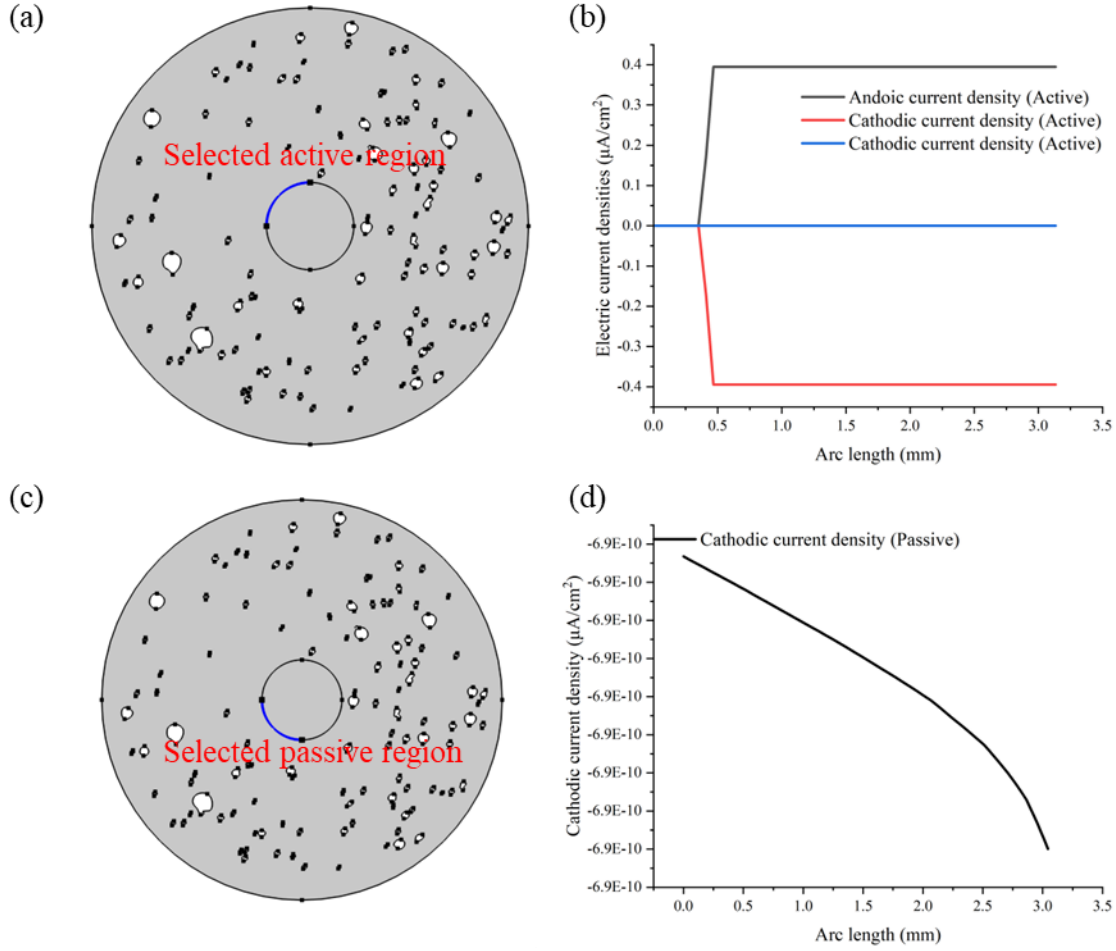 (a)
Selected active region
(b)
Electric current densities (μA/cm²)
0.4
0.3
0.2
0.1
0.0
-0.1
-0.2
-0.3
-0.4
Andoic current density (Active)
Cathodic current density (Active)
Cathodic current density (Active)
0.0 0.5 1.0 1.5 2.0 2.5 3.0 3.5
Arc length (mm)
(c)
Selected passive region
(d)
Cathodic current density (μA/cm²)
-6.9E-10
-6.9E-10
-6.9E-10
-6.9E-10
-6.9E-10
-6.9E-10
-6.9E-10
-6.9E-10
-6.9E-10
-6.9E-10
Cathodic current density (Passive)
0.0 0.5 1.0 1.5 2.0 2.5 3.0 3.5
Arc length (mm)